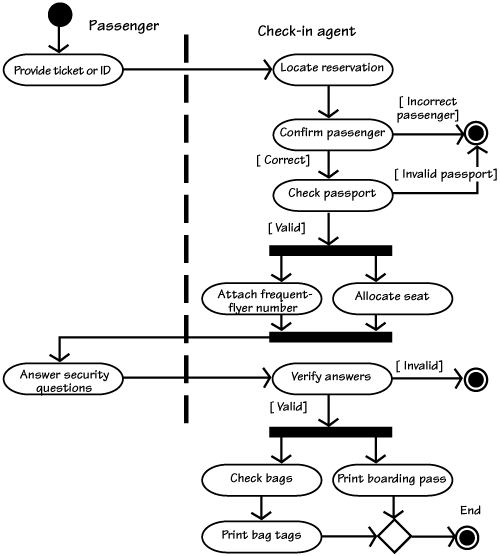 Passenger
Check-in agent
Provide ticket or ID
Locate reservation
[ Incorrect
passenger]
Confirm passenger
[ Correct]
[ Invalid passport]
Check passport
[ Valid]
Attach frequent-
flyer number
Allocate seat
Answer security
questions
Verify answers
[ Invalid]
[ Valid]
Check bags
Print boarding pass
End
Print bag tags